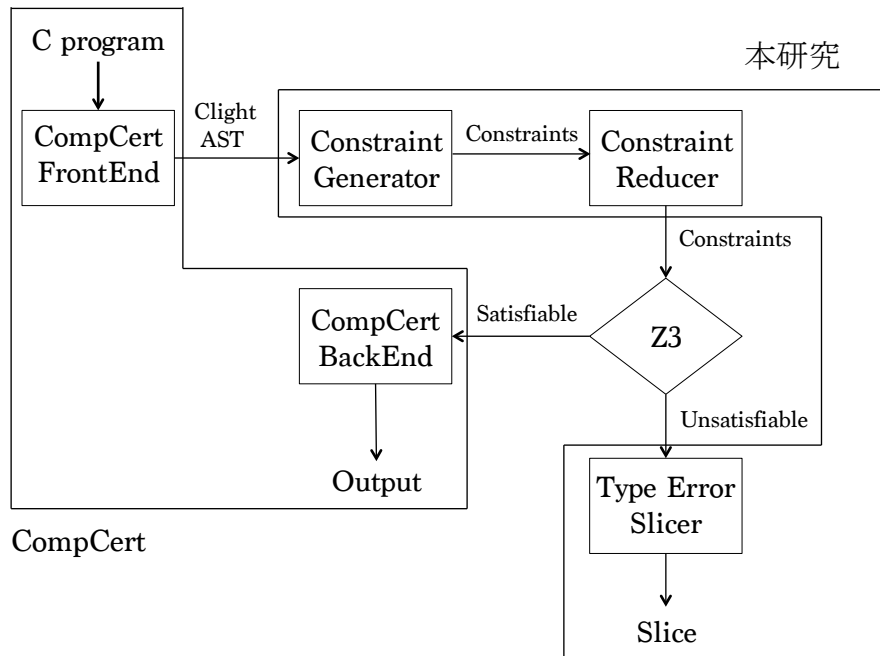 C program
本研究
CompCert
FrontEnd
Clight
AST
Constraint
Generator
Constraints
Constraint
Reducer
Constraints
CompCert
BackEnd
Satisfiable
Z3
Unsatisfiable
Output
Type Error
Slicer
CompCert
Slice